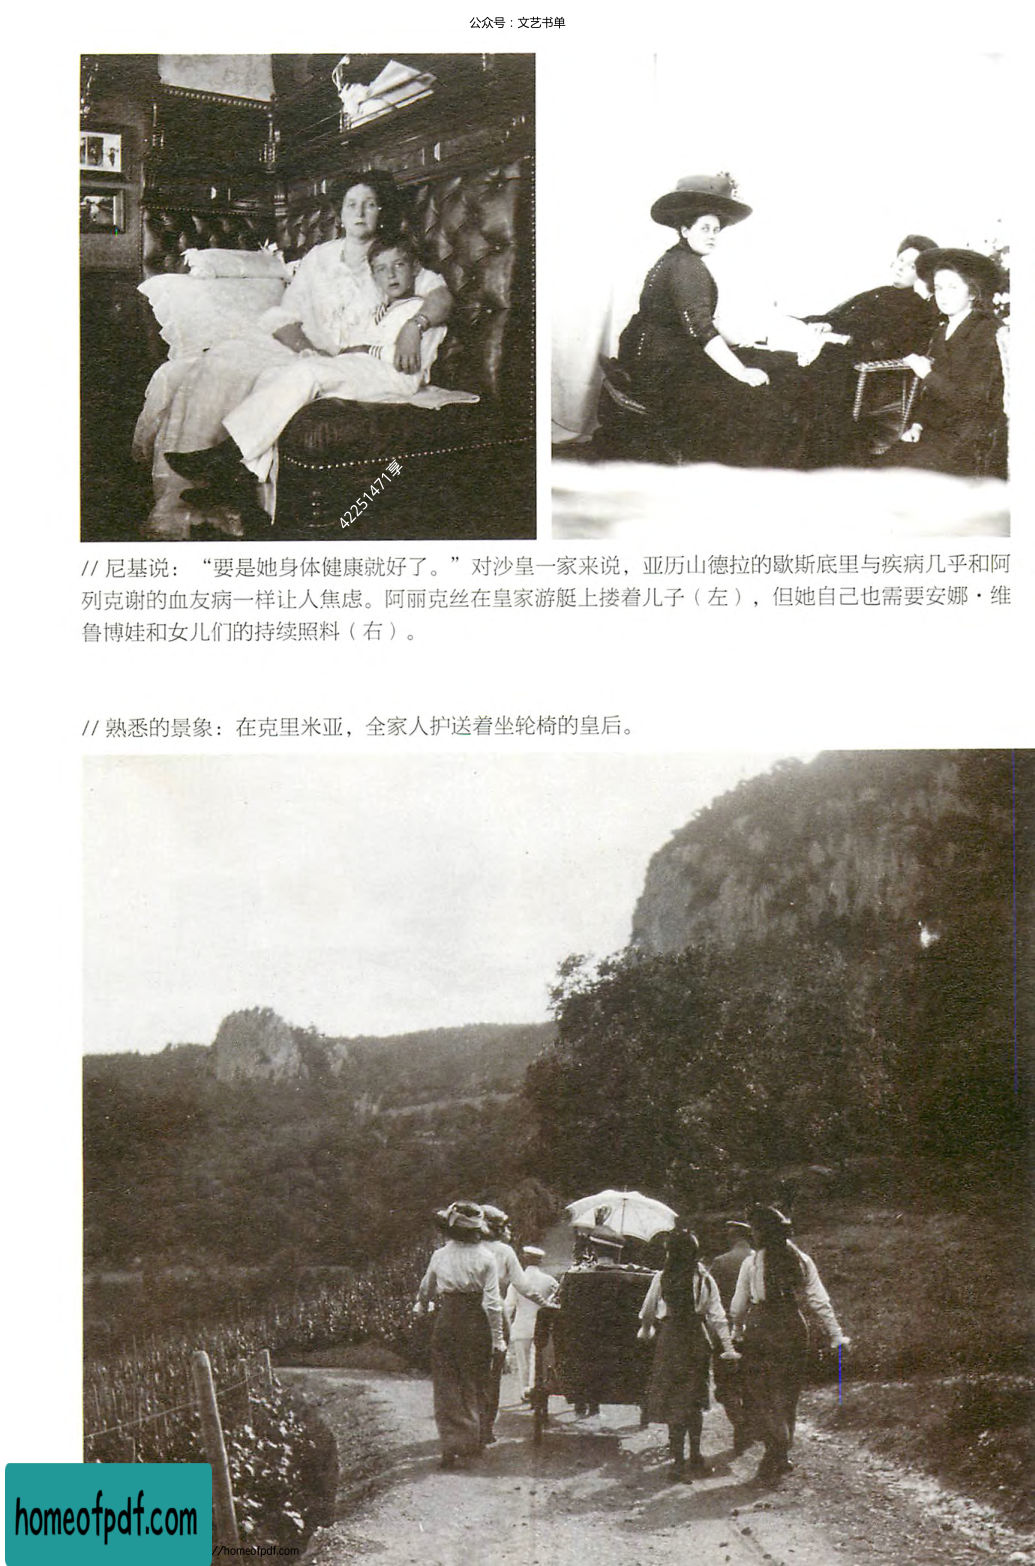 公众号：文艺书单
42251471享
// 尼基说：“要是她身体健康就好了。”对沙皇一家来说，亚历山德拉的歇斯底里与疾病几乎和阿
列克谢的血友病一样让人焦虑。阿丽克丝在皇家游艇上搂着儿子（左），但她自己也需要安娜·维
鲁博娃和女儿们的持续照料（右）。
// 熟悉的景象：在克里米亚，全家人护送着坐轮椅的皇后。
homeofpdf.com
//homeofpdf.com